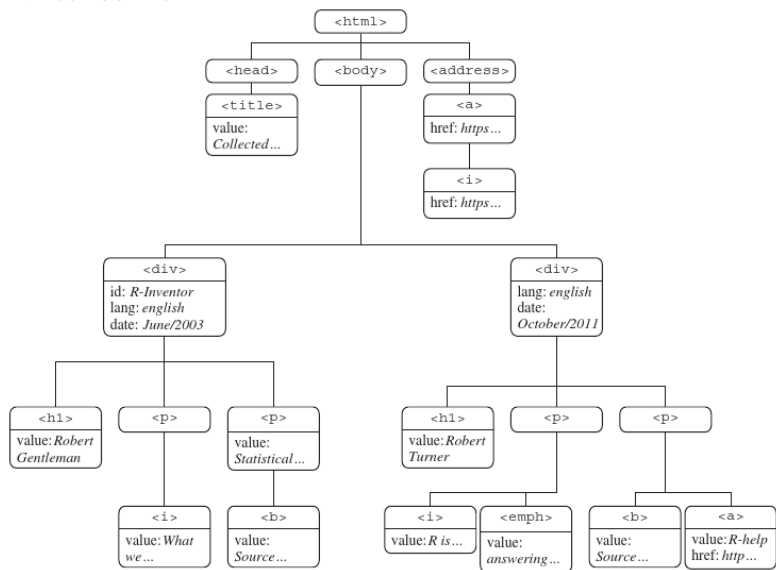 <html>
<head> <body> <address>
<title> <a>
value: href: https...
Collected...
<i>
href: https...
<div> <div>
id: R-Inventor lang: english
lang: english date:
date: June/2003 October/2011
<h1> <p> <p> <h1> <p> <p>
value: Robert value: value: Robert
Gentleman Statistical... Turner
<i> <b> <i> <emph> <b> <a>
value: What value: value: R is... value: value: value: R-help
we... Source... answering... Source... href: http...